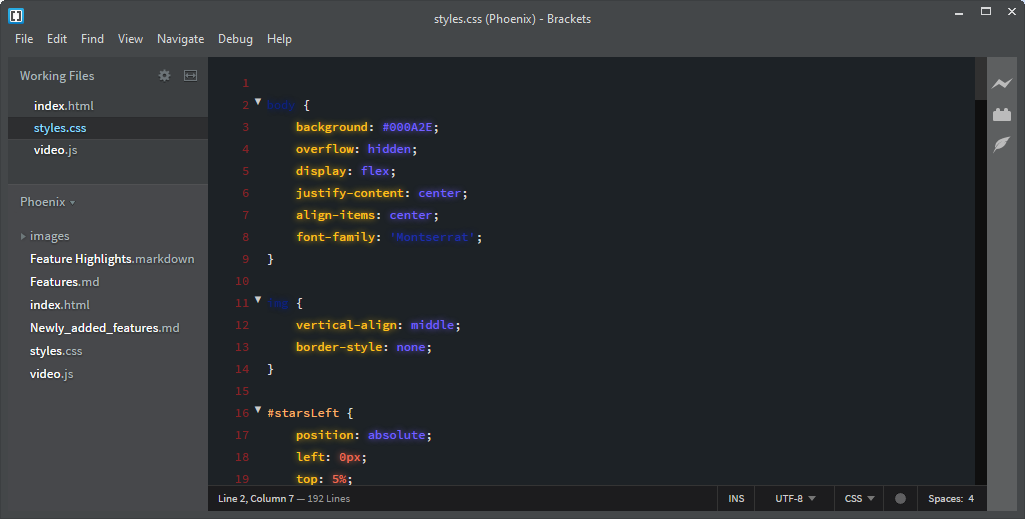 styles.css (Phoenix) - Brackets
File Edit Find View Navigate Debug Help
Working Files
index.html
styles.css
video.js
Phoenix
images
Feature Highlights.markdown
Features.md
index.html
Newly_added_features.md
styles.css
video.js
1
2 body {
3 background: #000A2E;
4 overflow: hidden;
5 display: flex;
6 justify-content: center;
7 align-items: center;
8 font-family: 'Montserrat';
9 }
10
11 img {
12 vertical-align: middle;
13 border-style: none;
14 }
15
16 #starsLeft {
17 position: absolute;
18 left: 0px;
19 top: 5%;
Line 2, Column 7 — 192 Lines
INS UTF-8 CSS Spaces: 4